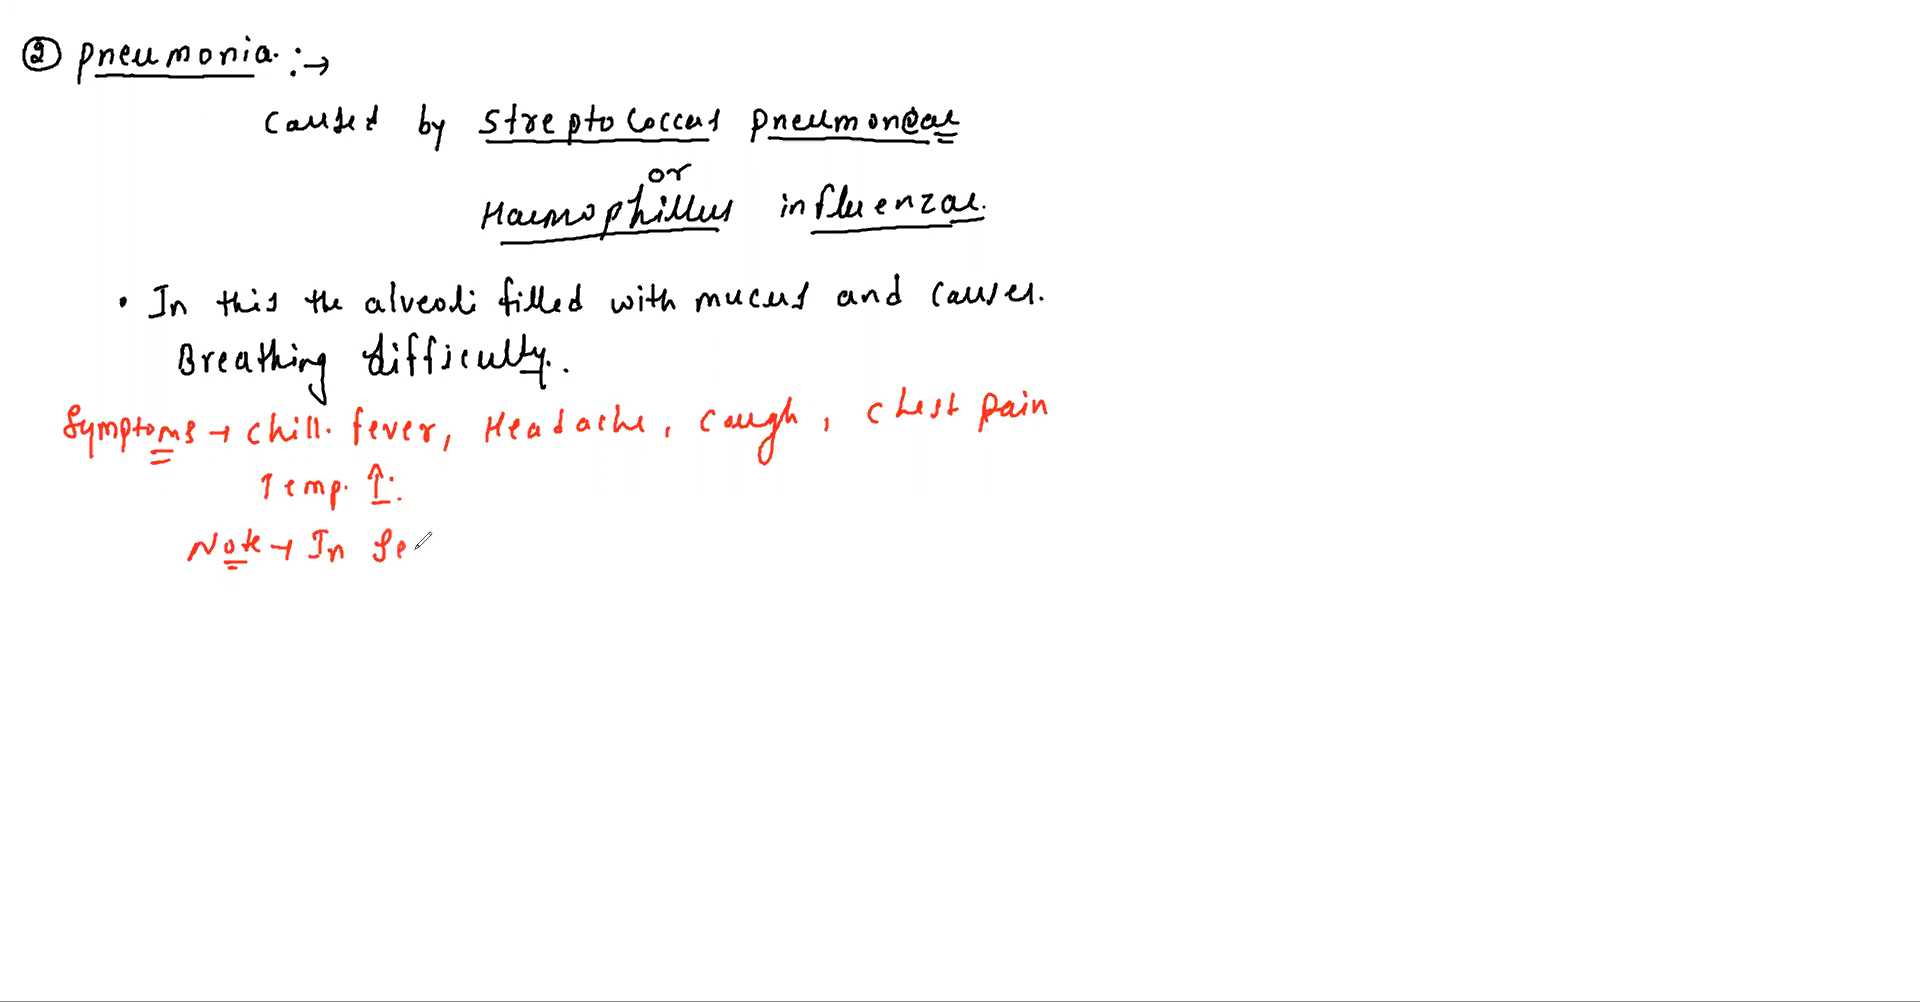 ② Pneumonia. :→
Caused by Streptococcus Pneumoneae
or
Haemophillus influenzae.
• In this the alveoli filled with mucus and causes.
Breathing difficulty.
Symptoms → Chill. fever, Headache, Cough, Chest Pain
Temp. ↑.
Note → In Se